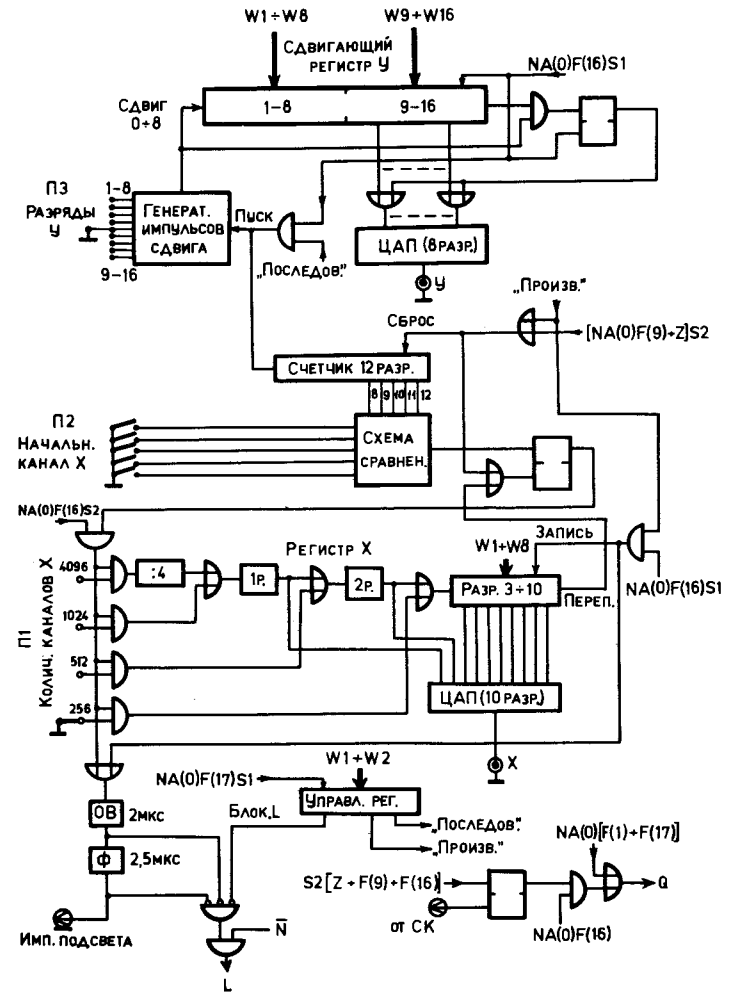 W1÷W8
W9÷W16
Сдвигающий
регистр У
NA(0)F(16)S1
Сдвиг
0÷8
1–8
9–16
П3
Разряды
У
1–8
9–16
Генерат.
импульсов
сдвига
Пуск
„Последов."
ЦАП (8 разр.)
У
„Произв."
Сброс
[NA(0)F(9)+Z]S2
Счетчик 12 разр.
8 9 10 11 12
П2
Начальн.
канал X
Схема
сравнен.
NA(0)F(16)S2
Запись
W1÷W8
NA(0)F(16)S1
Регистр X
4096
:4
1р.
2р.
Разр. 3÷10
Переп.
П1
Колич. каналов X
1024
512
256
ЦАП (10 разр.)
X
W1÷W2
NA(0)F(17)S1
Управл. рег.
Блок.L
„Последов."
„Произв."
ОВ
2мкс
Ф
2,5мкс
NA(0)[F(1)+F(17)]
S2[Z+F(9)+F(16)]
Q
от СК
NA(0)F(16)
Имп. подсвета
N̅
L